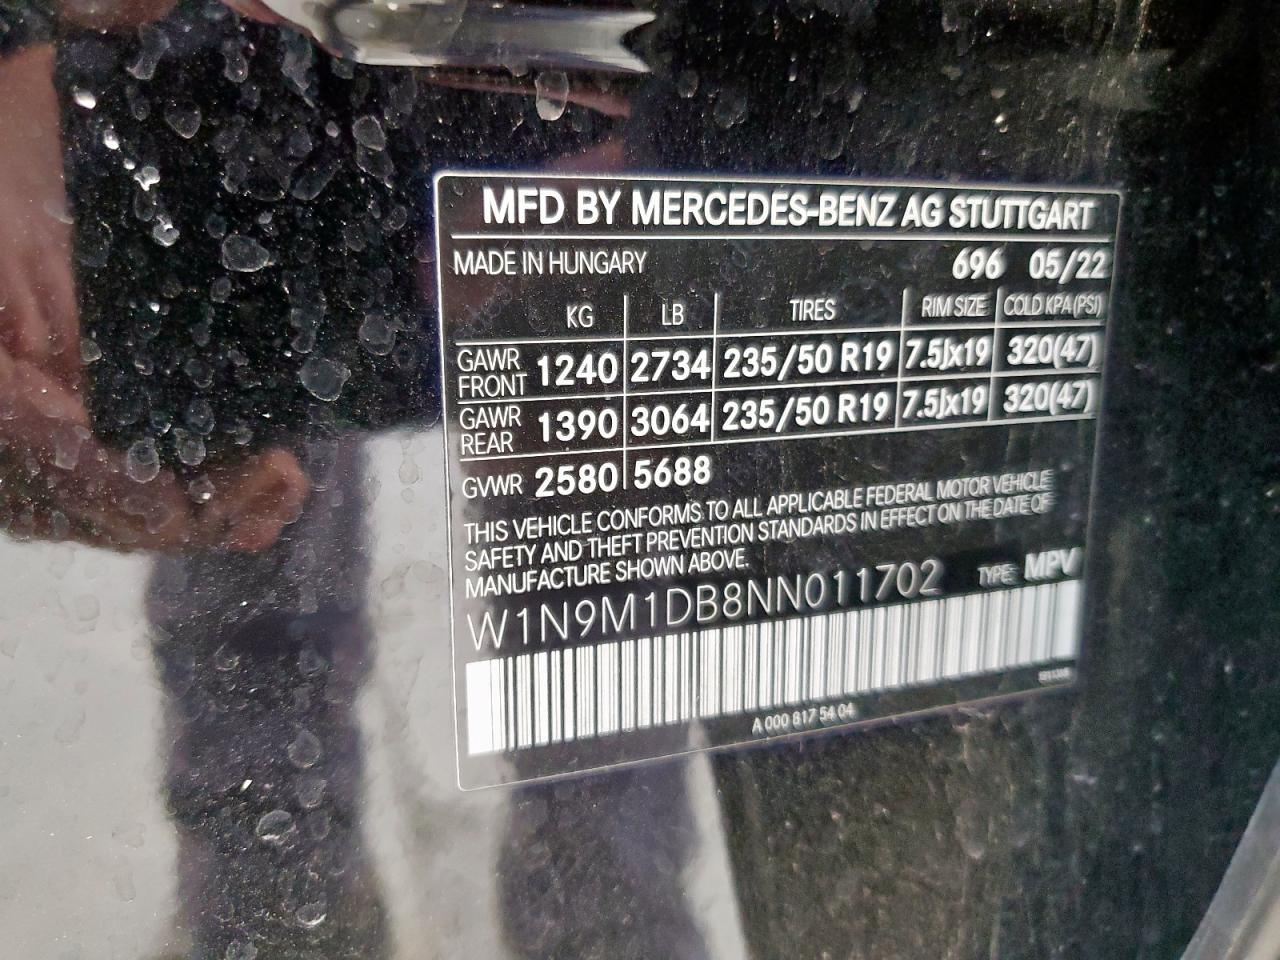 MFD BY MERCEDES-BENZ AG STUTTGART
MADE IN HUNGARY 696 05/22
KG LB TIRES RIM SIZE COLD KPA(PSI)
GAWR FRONT 1240 2734 235/50 R19 7.5Jx19 320(47)
GAWR REAR 1390 3064 235/50 R19 7.5Jx19 320(47)
GVWR 2580 5688
THIS VEHICLE CONFORMS TO ALL APPLICABLE FEDERAL MOTOR VEHICLE
SAFETY AND THEFT PREVENTION STANDARDS IN EFFECT ON THE DATE OF
MANUFACTURE SHOWN ABOVE.
W1N9M1DB8NN011702 TYPE: MPV
A 000 817 54 04